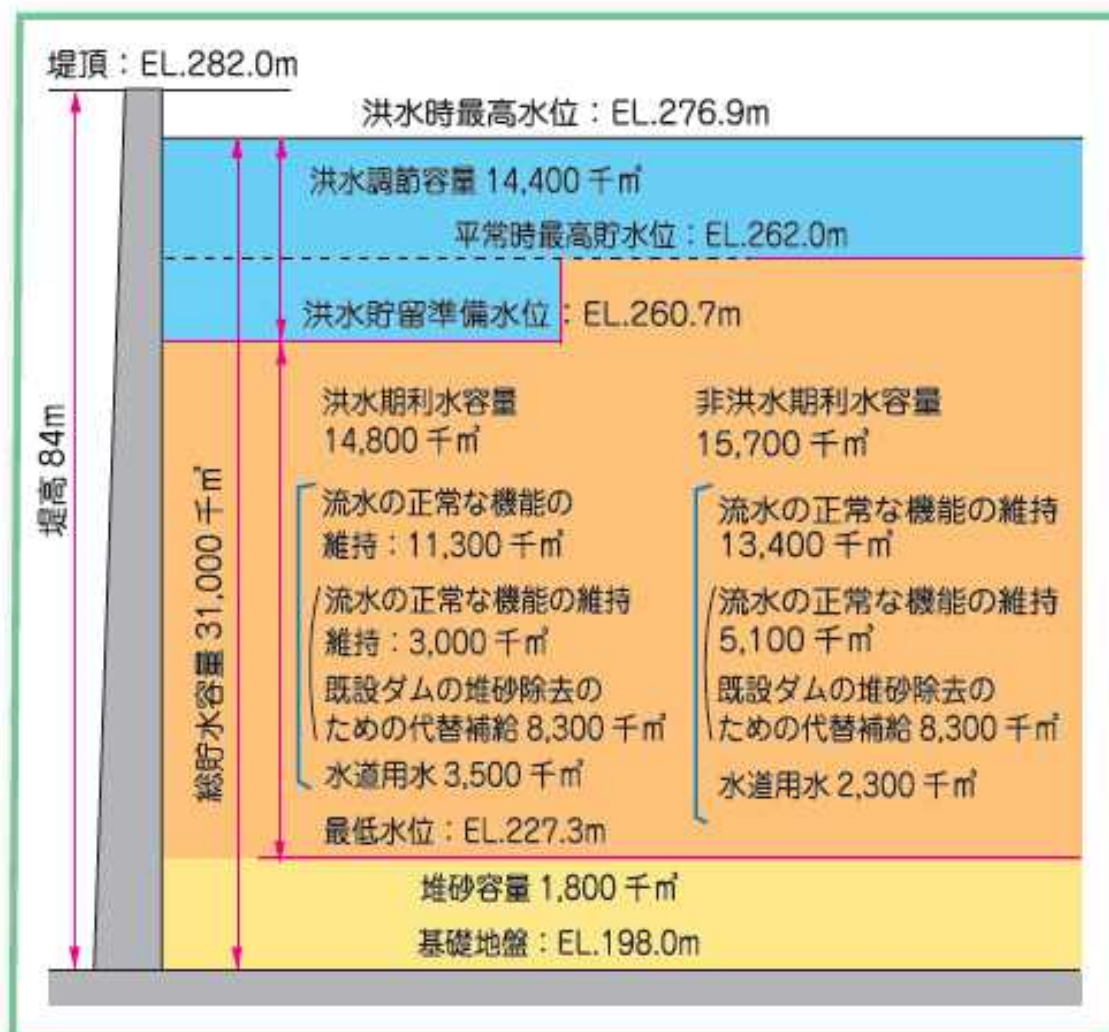 堤頂：EL.282.0m
洪水時最高水位：EL.276.9m
洪水調節容量 14,400 千㎥
平常時最高貯水位：EL.262.0m
洪水貯留準備水位：EL.260.7m
堤高 84m
総貯水容量 31,000 千㎥
洪水期利水容量
14,800 千㎥
流水の正常な機能の
維持：11,300 千㎥
流水の正常な機能の維持
維持：3,000 千㎥
既設ダムの堆砂除去の
ための代替補給 8,300 千㎥
水道用水 3,500 千㎥
非洪水期利水容量
15,700 千㎥
流水の正常な機能の維持
13,400 千㎥
流水の正常な機能の維持
5,100 千㎥
既設ダムの堆砂除去の
ための代替補給 8,300 千㎥
水道用水 2,300 千㎥
最低水位：EL.227.3m
堆砂容量 1,800 千㎥
基礎地盤：EL.198.0m